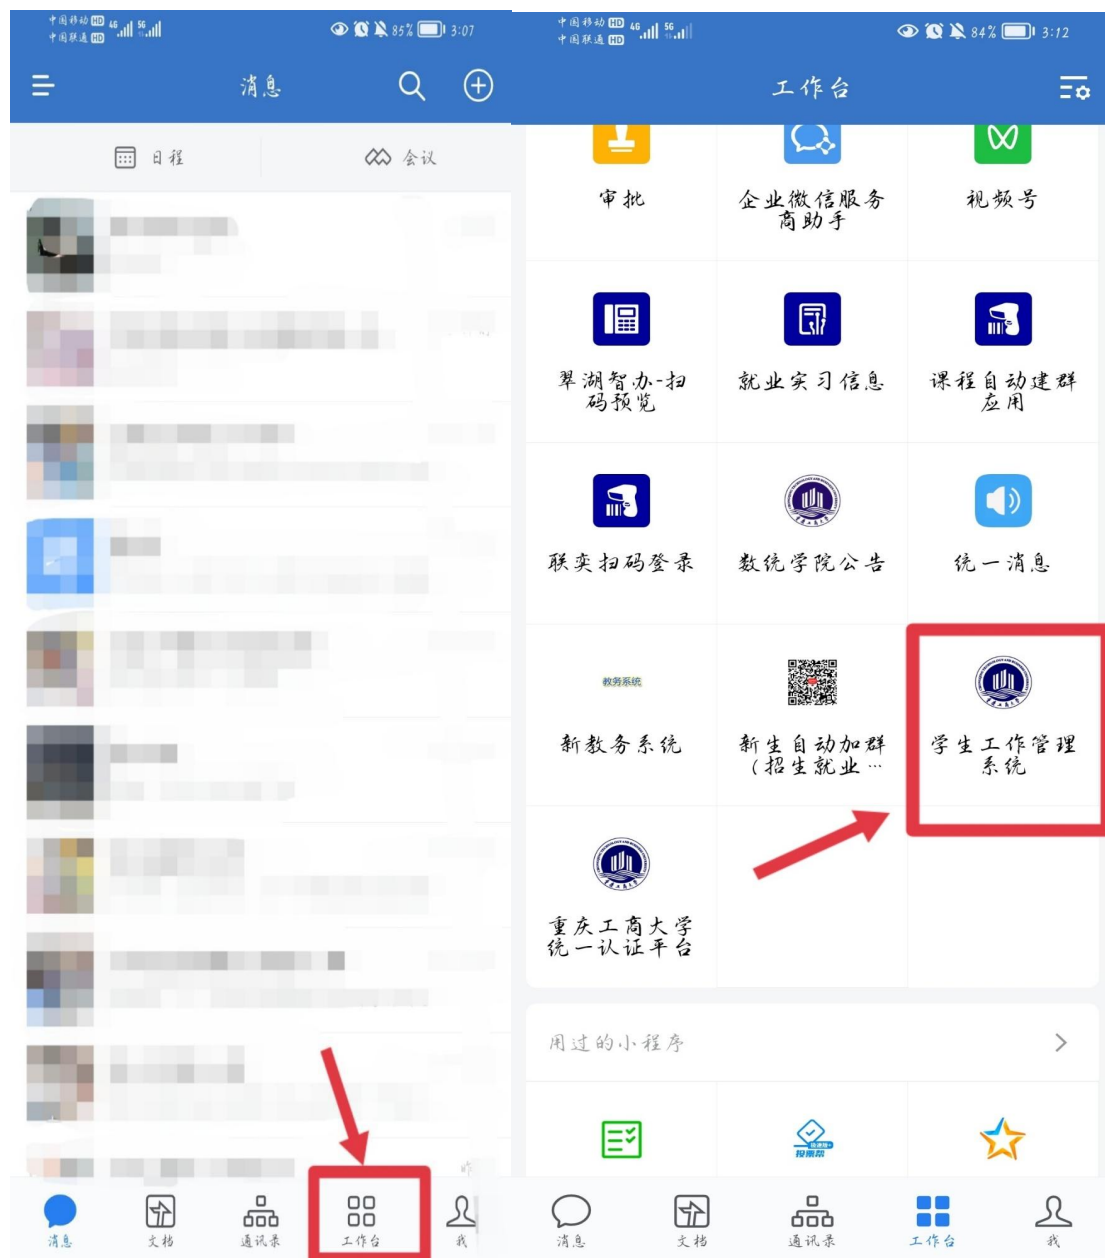 中国移动 HD 4G 5G 85% 3:07
中国联通 HD
消息
日程 会议
消息 文档 通讯录 工作台 我
中国移动 HD 4G 5G 84% 3:12
中国联通 HD
工作台
审批 企业微信服务 视频号
商助手
翠湖智办-扫 就业实习信息 课程自动建群
码预览 应用
联奕扫码登录 数统学院公告 统一消息
教务系统
新教务系统 新生自动加群 学生工作管理
(招生就业… 系统
重庆工商大学
统一认证平台
用过的小程序
投票帮
消息 文档 通讯录 工作台 我